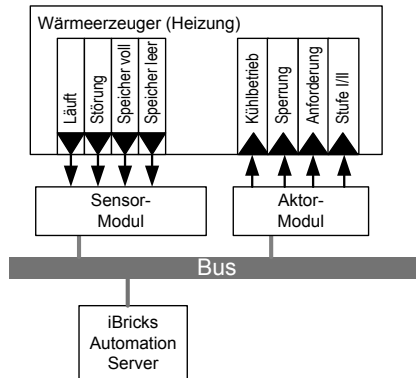 Wärmeerzeuger (Heizung)
Läuft
Störung
Speicher voll
Speicher leer
Kühlbetrieb
Sperrung
Anforderung
Stufe I/II
Sensor-
Modul
Aktor-
Modul
Bus
iBricks
Automation
Server